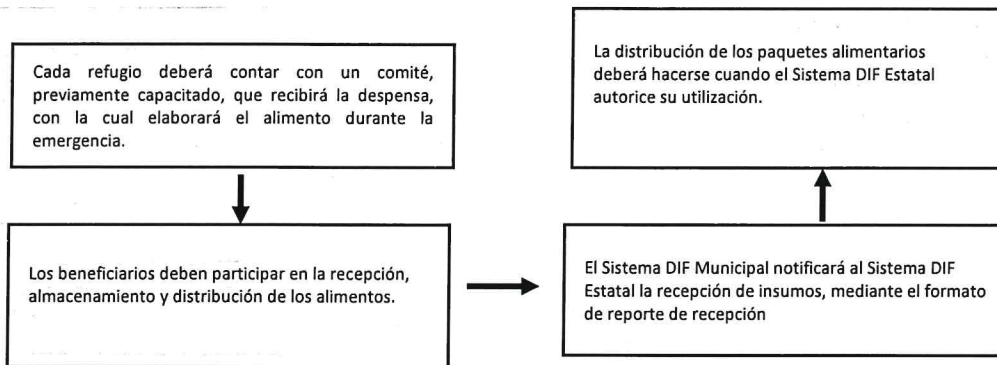 Cada refugio deberá contar con un comité,
previamente capacitado, que recibirá la despensa,
con la cual elaborará el alimento durante la
emergencia.
Los beneficiarios deben participar en la recepción,
almacenamiento y distribución de los alimentos.
El Sistema DIF Municipal notificará al Sistema DIF
Estatal la recepción de insumos, mediante el formato
de reporte de recepción
La distribución de los paquetes alimentarios
deberá hacerse cuando el Sistema DIF Estatal
autorice su utilización.